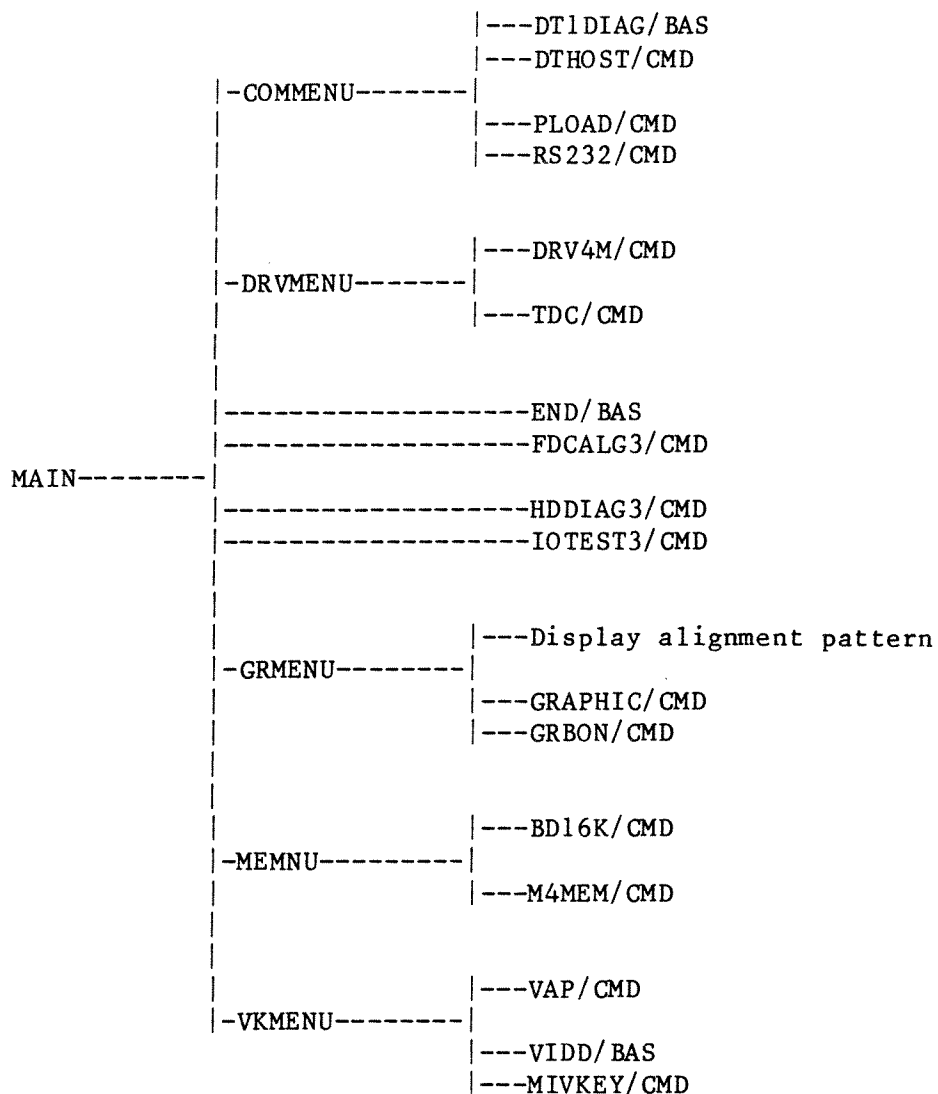 |---DT1DIAG/BAS
|---DTHOST/CMD
|-COMMENU-------|
|---PLOAD/CMD
|---RS232/CMD
|---DRV4M/CMD
|-DRVMENU-------|
|---TDC/CMD
|------------------END/BAS
|------------------FDCALG3/CMD
MAIN--------|
|------------------HDDIAG3/CMD
|------------------IOTEST3/CMD
|---Display alignment pattern
|-GRMENU--------|
|---GRAPHIC/CMD
|---GRBON/CMD
|---BD16K/CMD
|-MEMNU---------|
|---M4MEM/CMD
|---VAP/CMD
|-VKMENU--------|
|---VIDD/BAS
|---MIVKEY/CMD